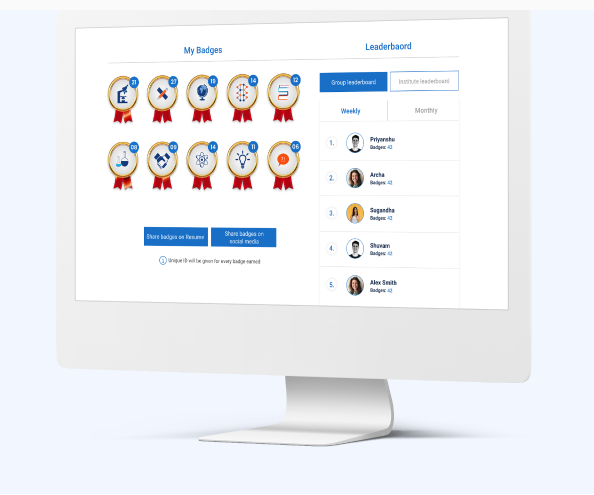 My Badges
21
27
19
14
12
08
09
14
11
06
Share badges on Resume
Share badges on
social media
Unique ID will be given for every badge earned
Leaderbaord
Group leaderboard
Institute leaderboard
Weekly
Monthly
1.
Priyanshu
Badges: 42
2.
Archa
Badges: 42
3.
Sugandha
Badges: 42
4.
Shuvam
Badges: 42
5.
Alex Smith
Badges: 42